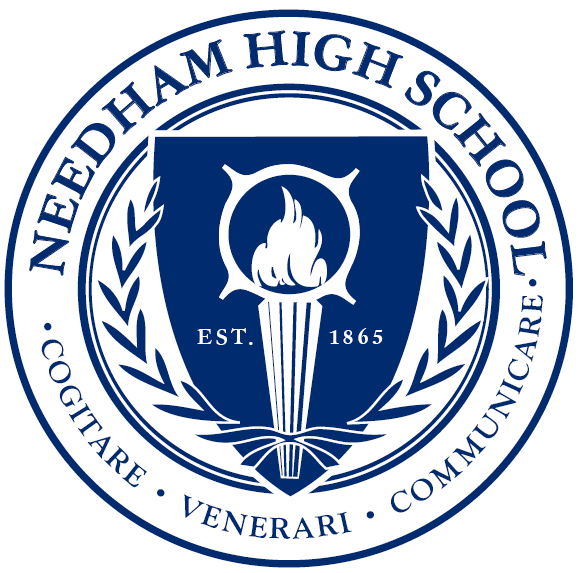 NEEDHAM HIGH SCHOOL
EST. 1865
· COGITARE · VENERARI · COMMUNICARE ·